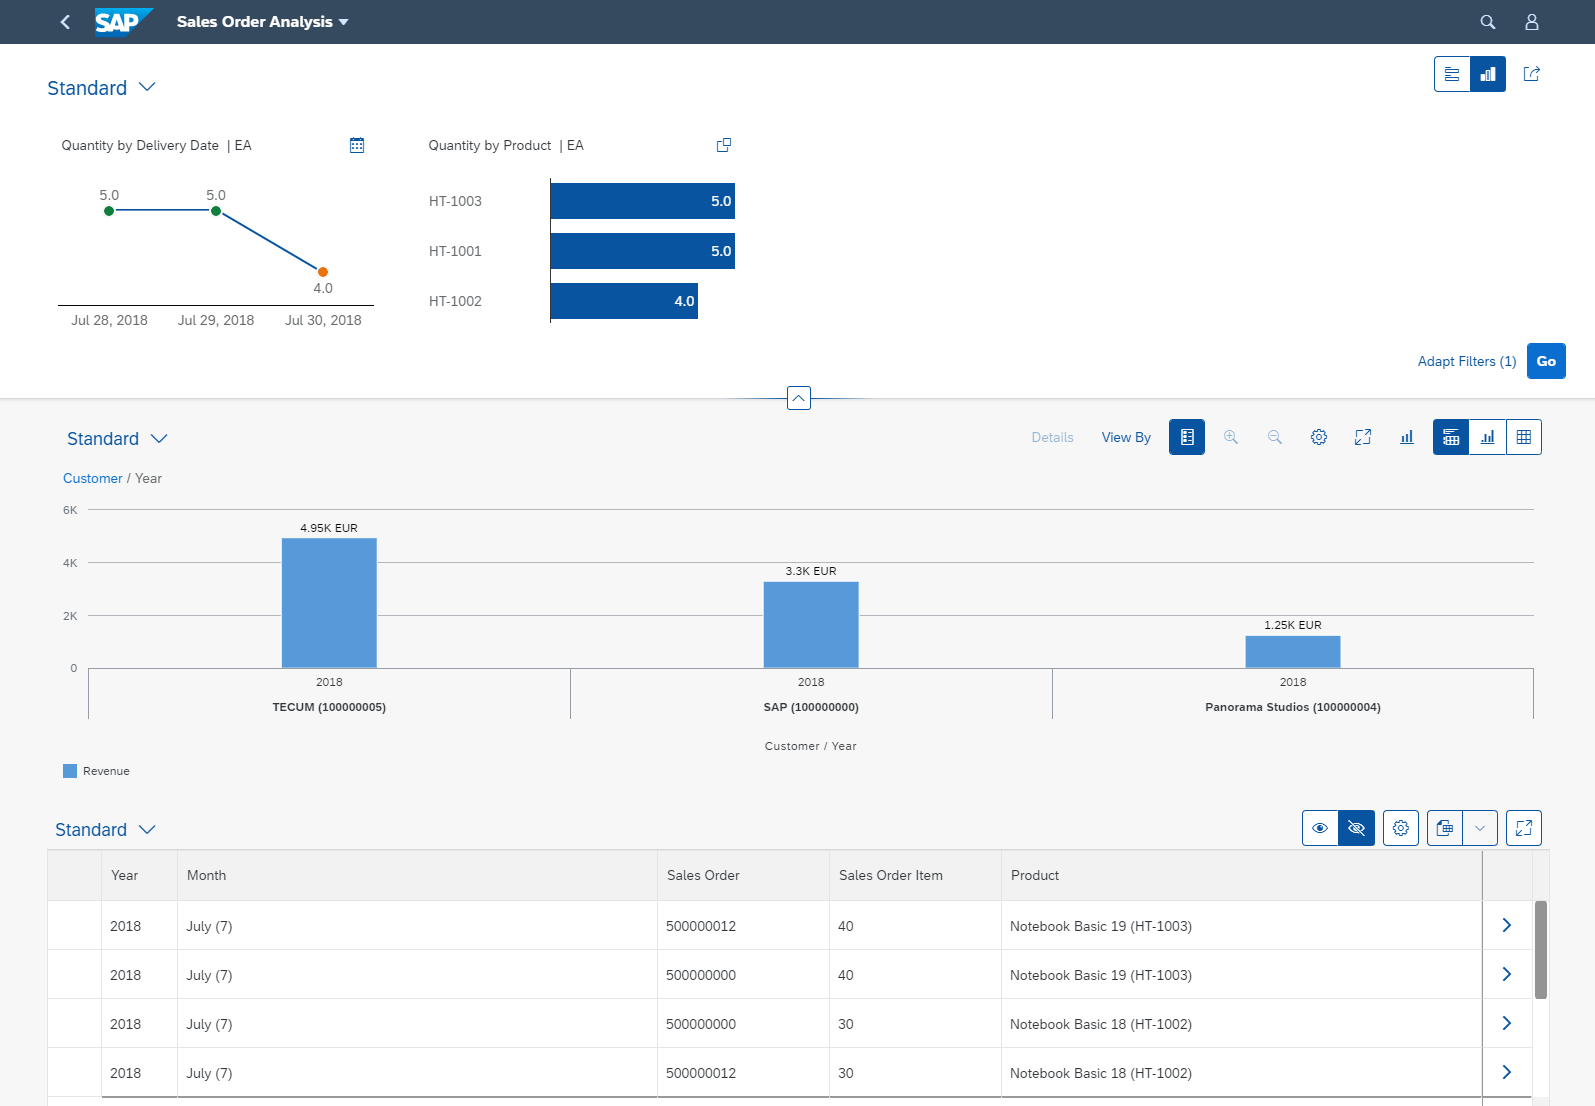 SAP Sales Order Analysis
Standard
Quantity by Delivery Date | EA
5.0 5.0
4.0
Jul 28, 2018 Jul 29, 2018 Jul 30, 2018
Quantity by Product | EA
HT-1003 5.0
HT-1001 5.0
HT-1002 4.0
Adapt Filters (1) Go
Standard Details View By
Customer / Year
6K
4K
2K
0
4.95K EUR
3.3K EUR
1.25K EUR
2018 2018 2018
TECUM (100000005) SAP (100000000) Panorama Studios (100000004)
Customer / Year
Revenue
Standard
Year Month Sales Order Sales Order Item Product
2018 July (7) 500000012 40 Notebook Basic 19 (HT-1003)
2018 July (7) 500000000 40 Notebook Basic 19 (HT-1003)
2018 July (7) 500000000 30 Notebook Basic 18 (HT-1002)
2018 July (7) 500000012 30 Notebook Basic 18 (HT-1002)